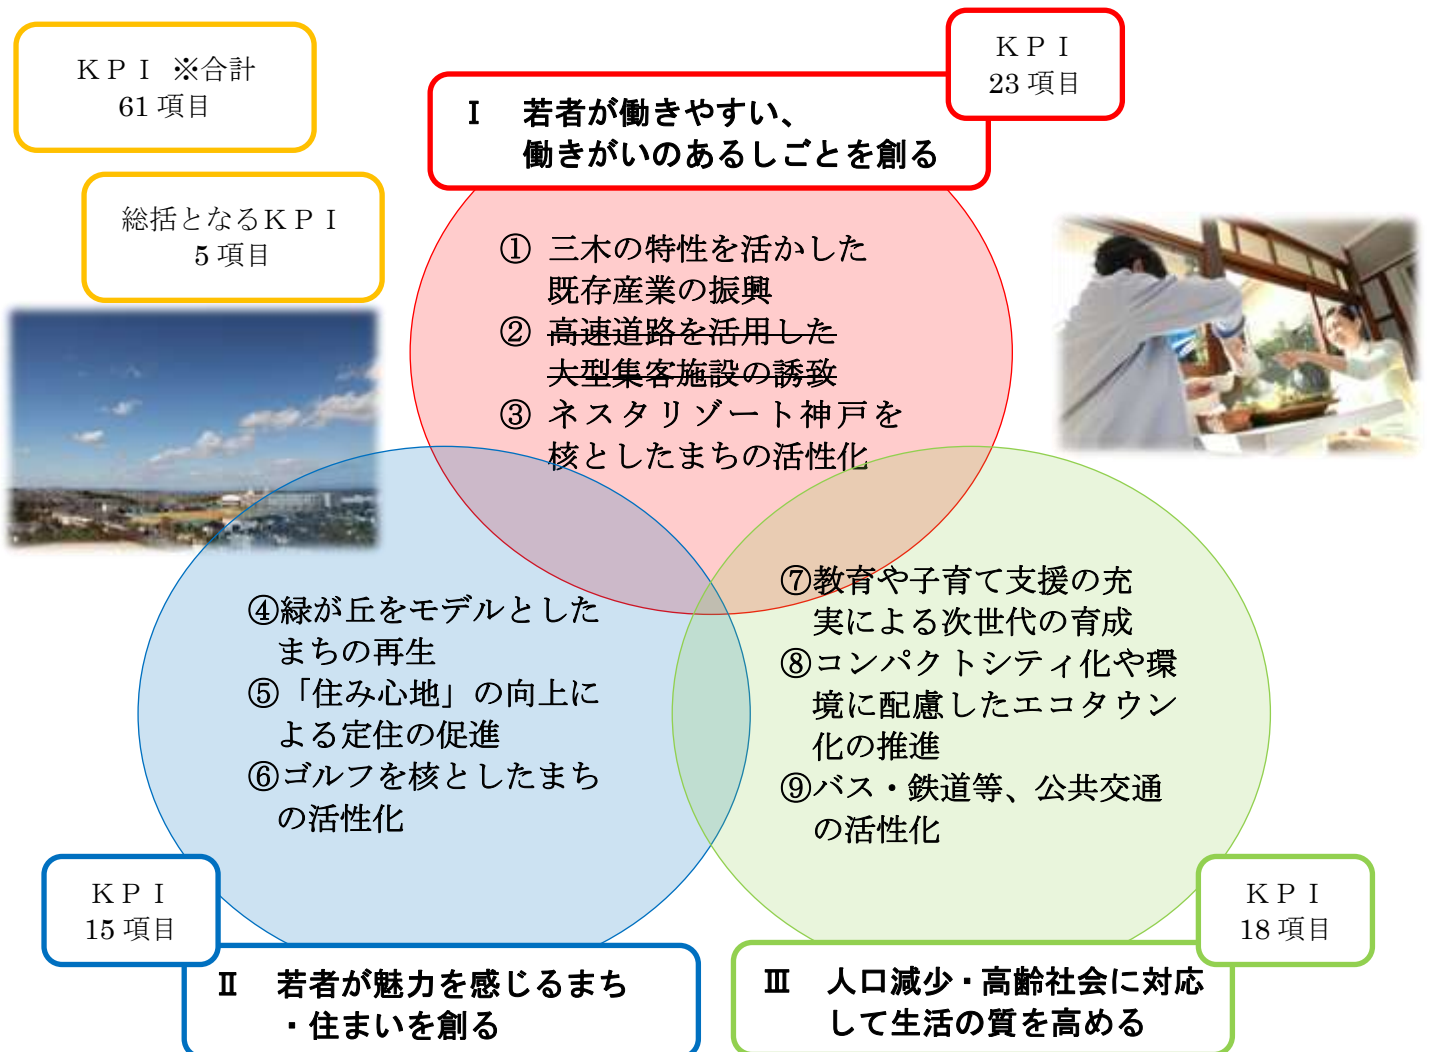 KPI ※合計
61 項目
総括となるKPI
5 項目
KPI
23 項目
Ⅰ 若者が働きやすい、
働きがいのあるしごとを創る
① 三木の特性を活かした
既存産業の振興
② 高速道路を活用した
大型集客施設の誘致
③ ネスタリゾート神戸を
核としたまちの活性化
④緑が丘をモデルとした
まちの再生
⑤「住み心地」の向上に
よる定住の促進
⑥ゴルフを核としたまち
の活性化
⑦教育や子育て支援の充
実による次世代の育成
⑧コンパクトシティ化や環
境に配慮したエコタウン
化の推進
⑨バス・鉄道等、公共交通
の活性化
KPI
15 項目
Ⅱ 若者が魅力を感じるまち
・住まいを創る
KPI
18 項目
Ⅲ 人口減少・高齢社会に対応
して生活の質を高める